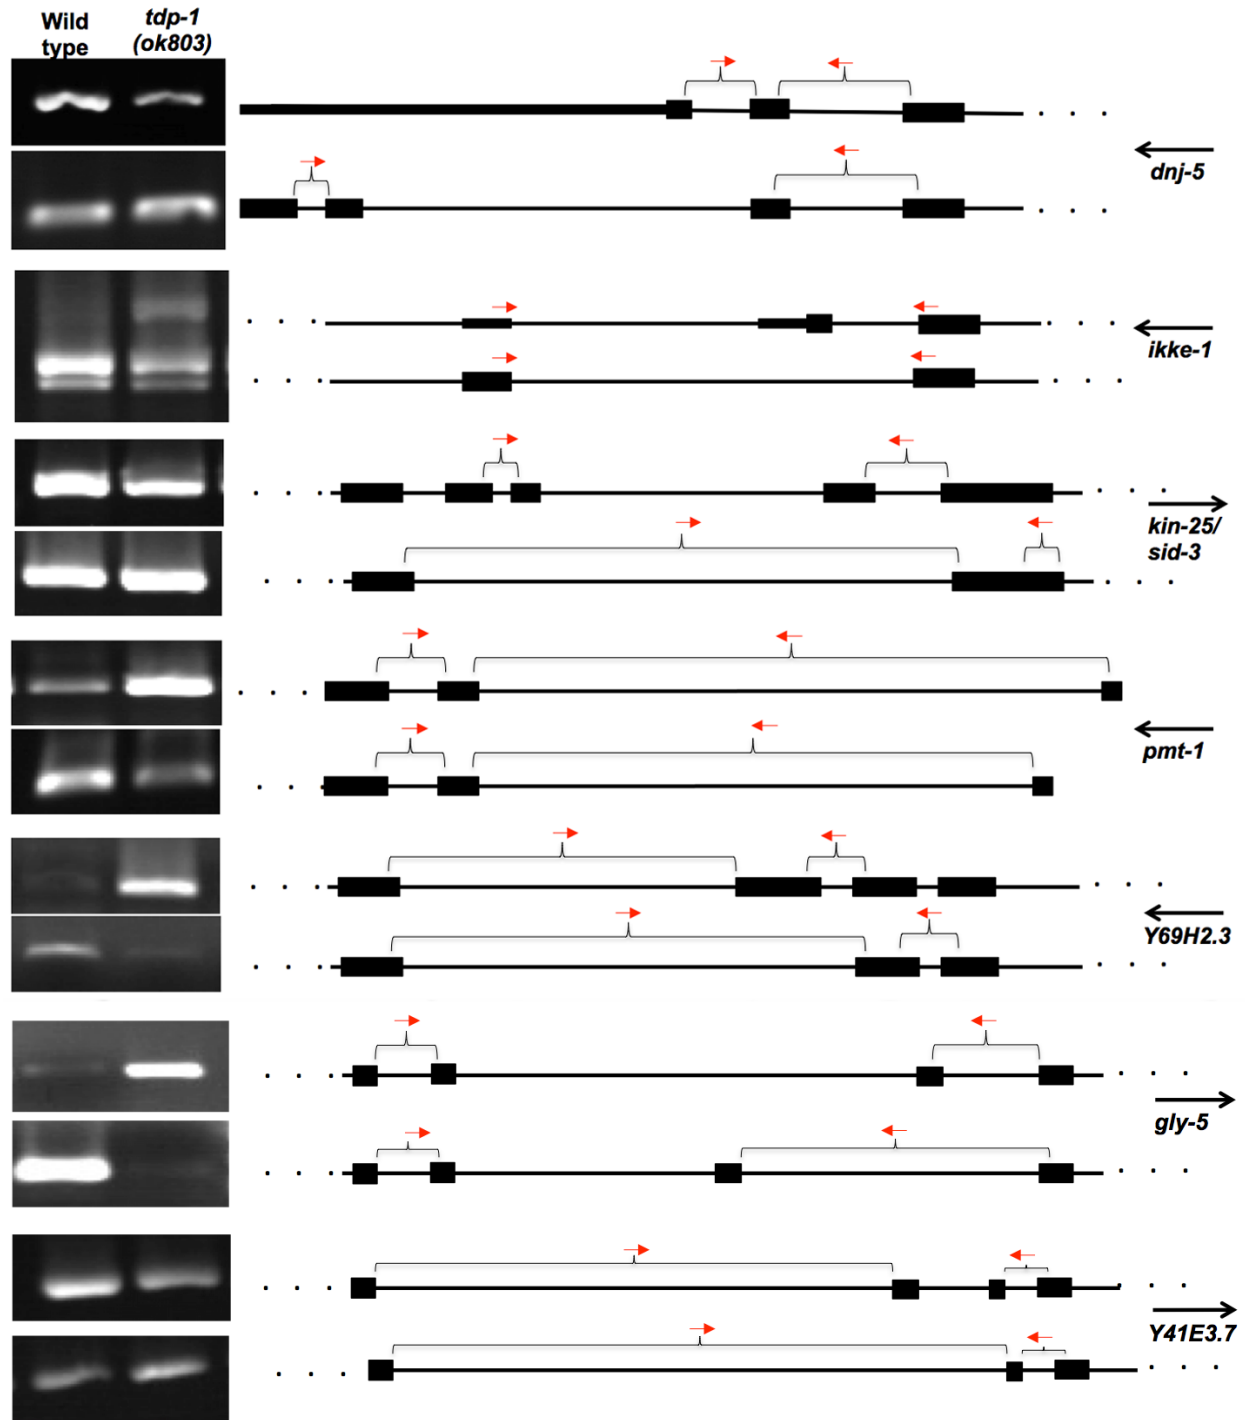 Wild
type
tdp-1
(ok803)
dnj-5
ikke-1
kin-25/
sid-3
pmt-1
Y69H2.3
gly-5
Y41E3.7